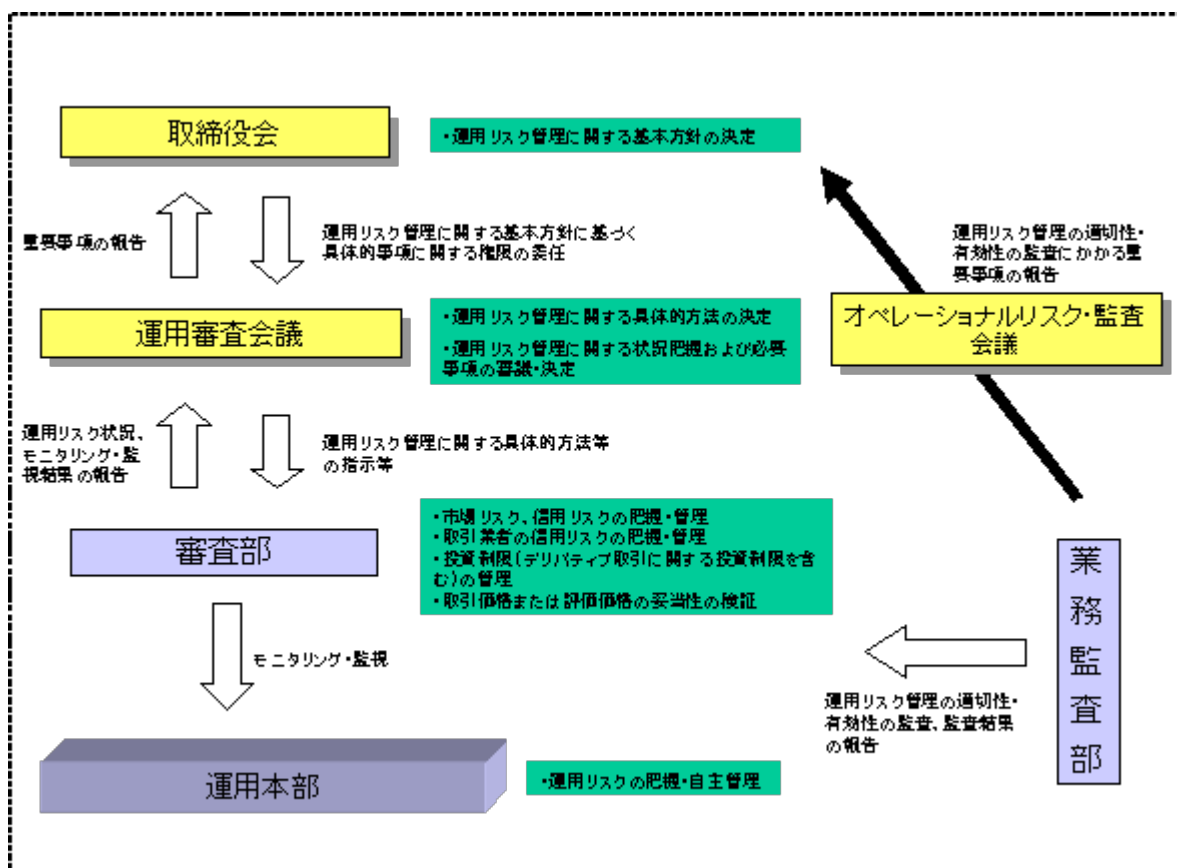 取締役会
・運用リスク管理に関する基本方針の決定
重要事項の報告
運用リスク管理に関する基本方針に基づく
具体的事項に関する権限の委任
運用リスク管理の適切性・
有効性の監査にかかる重
要事項の報告
運用審査会議
・運用リスク管理に関する具体的方法の決定
・運用リスク管理に関する状況把握および必要
事項の審議・決定
オペレーショナルリスク・監査
会議
運用リスク状況、
モニタリング・監
視結果の報告
運用リスク管理に関する具体的方法等
の指示等
審査部
・市場リスク、信用リスクの把握・管理
・取引業者の信用リスクの把握・管理
・投資制限(デリバティブ取引に関する投資制限を含
む)の管理
・取引価格または評価価格の妥当性の検証
業務監査部
モニタリング・監視
運用リスク管理の適切性・
有効性の監査、監査結果
の報告
運用本部
・運用リスクの把握・自主管理